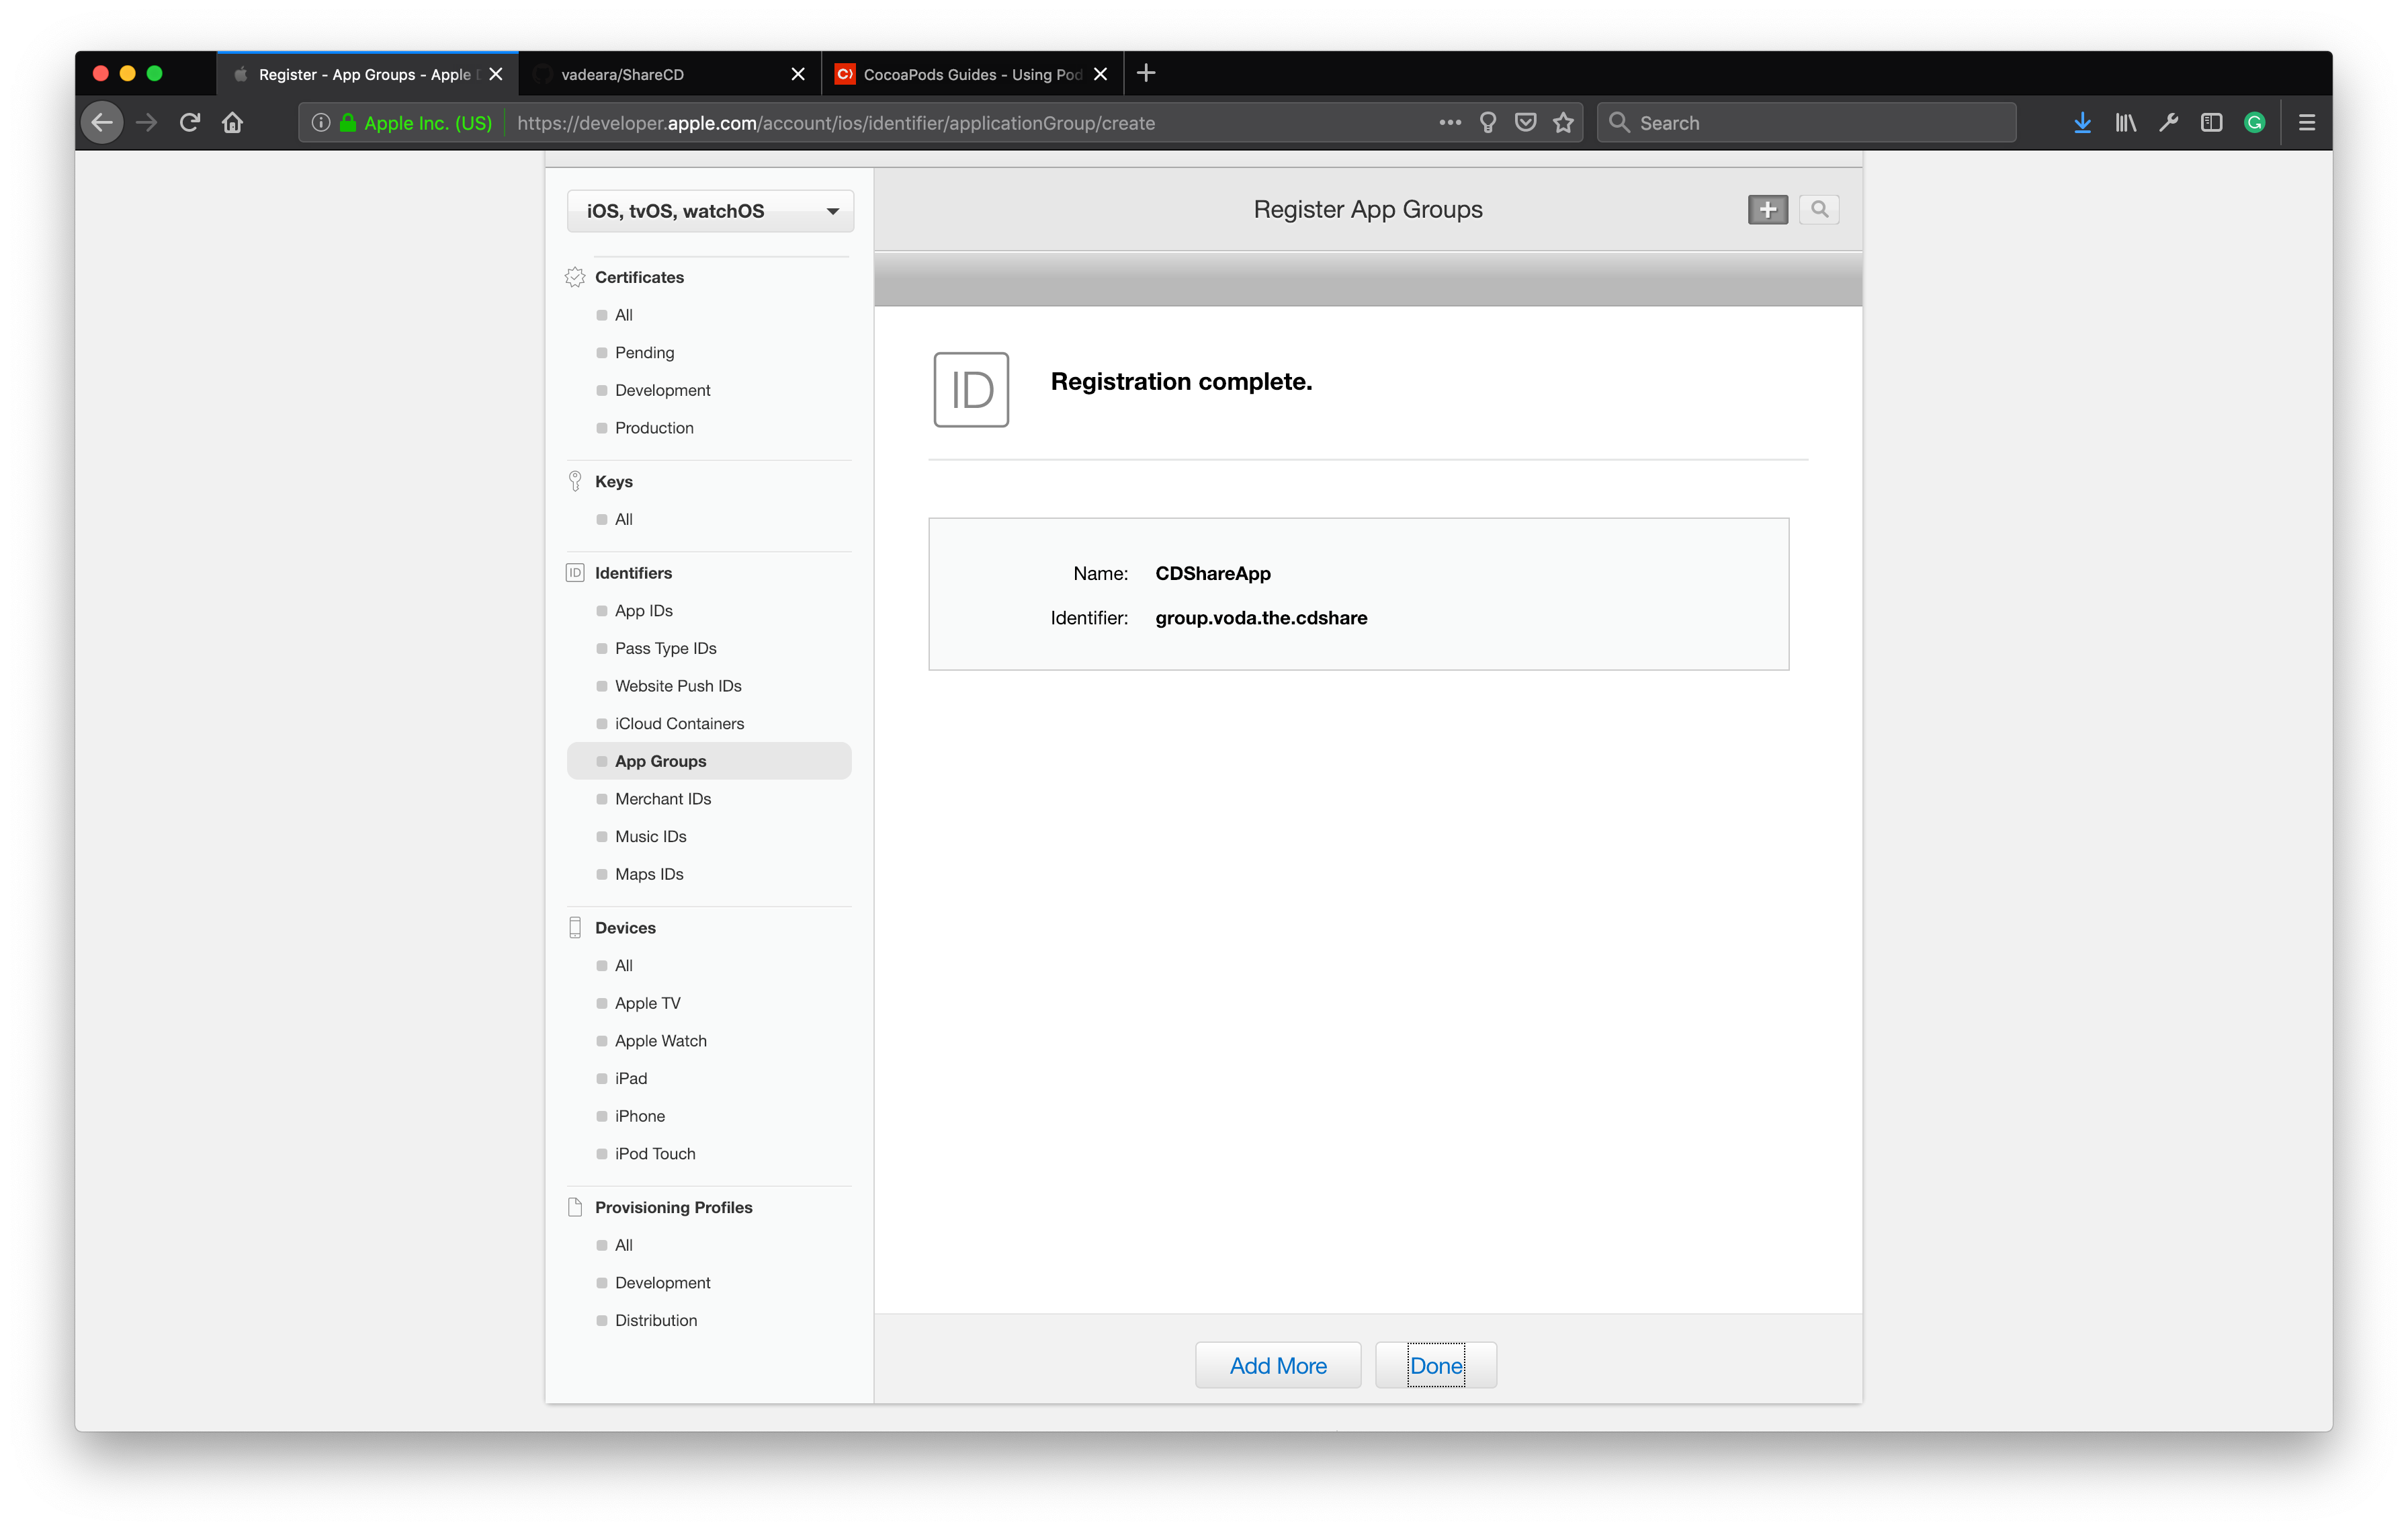 Register - App Groups - Apple D
vadeara/ShareCD
CocoaPods Guides - Using Pod
Apple Inc. (US)
https://developer.apple.com/account/ios/identifier/applicationGroup/create
Search
iOS, tvOS, watchOS
Register App Groups
Certificates
All
Pending
Development
Production
Keys
All
ID
Identifiers
App IDs
Pass Type IDs
Website Push IDs
iCloud Containers
App Groups
Merchant IDs
Music IDs
Maps IDs
Devices
All
Apple TV
Apple Watch
iPad
iPhone
iPod Touch
Provisioning Profiles
All
Development
Distribution
ID
Registration complete.
Name: CDShareApp
Identifier: group.voda.the.cdshare
Add More
Done